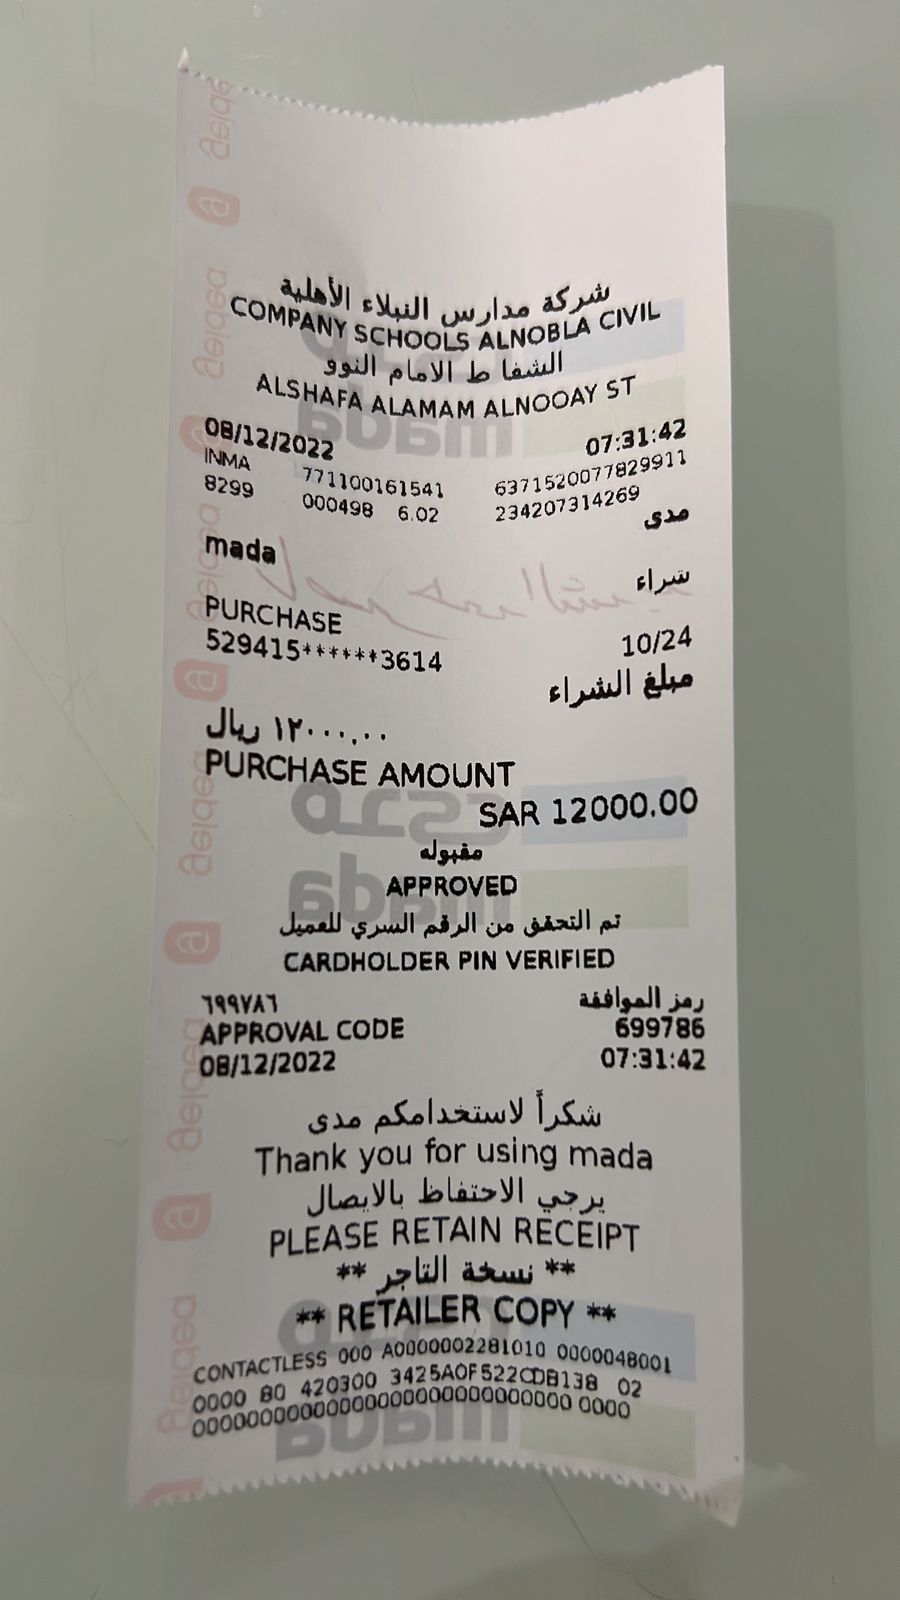 شركة مدارس النبلاء الأهلية
COMPANY SCHOOLS ALNOBLA CIVIL
الشفا ط الامام النوو
ALSHAFA ALAMAM ALNOOAY ST
08/12/2022 07:31:42
INMA 771100161541 6371520077829911
8299 000498 6.02 234207314269
مدى
mada
شراء
PURCHASE
529415******3614 10/24
مبلغ الشراء
١٢٠٠٠,٠٠ ريال
PURCHASE AMOUNT
SAR 12000.00
مقبوله
APPROVED
تم التحقق من الرقم السري للعميل
CARDHOLDER PIN VERIFIED
رمز الموافقة ٦٩٩٧٨٦
APPROVAL CODE 699786
08/12/2022 07:31:42
شكراً لاستخدامكم مدى
Thank you for using mada
يرجي الاحتفاظ بالايصال
PLEASE RETAIN RECEIPT
** نسخة التاجر **
** RETAILER COPY **
CONTACTLESS 000 A0000002281010 0000048001
0000 80 420300 3425A0F522CDB138 02